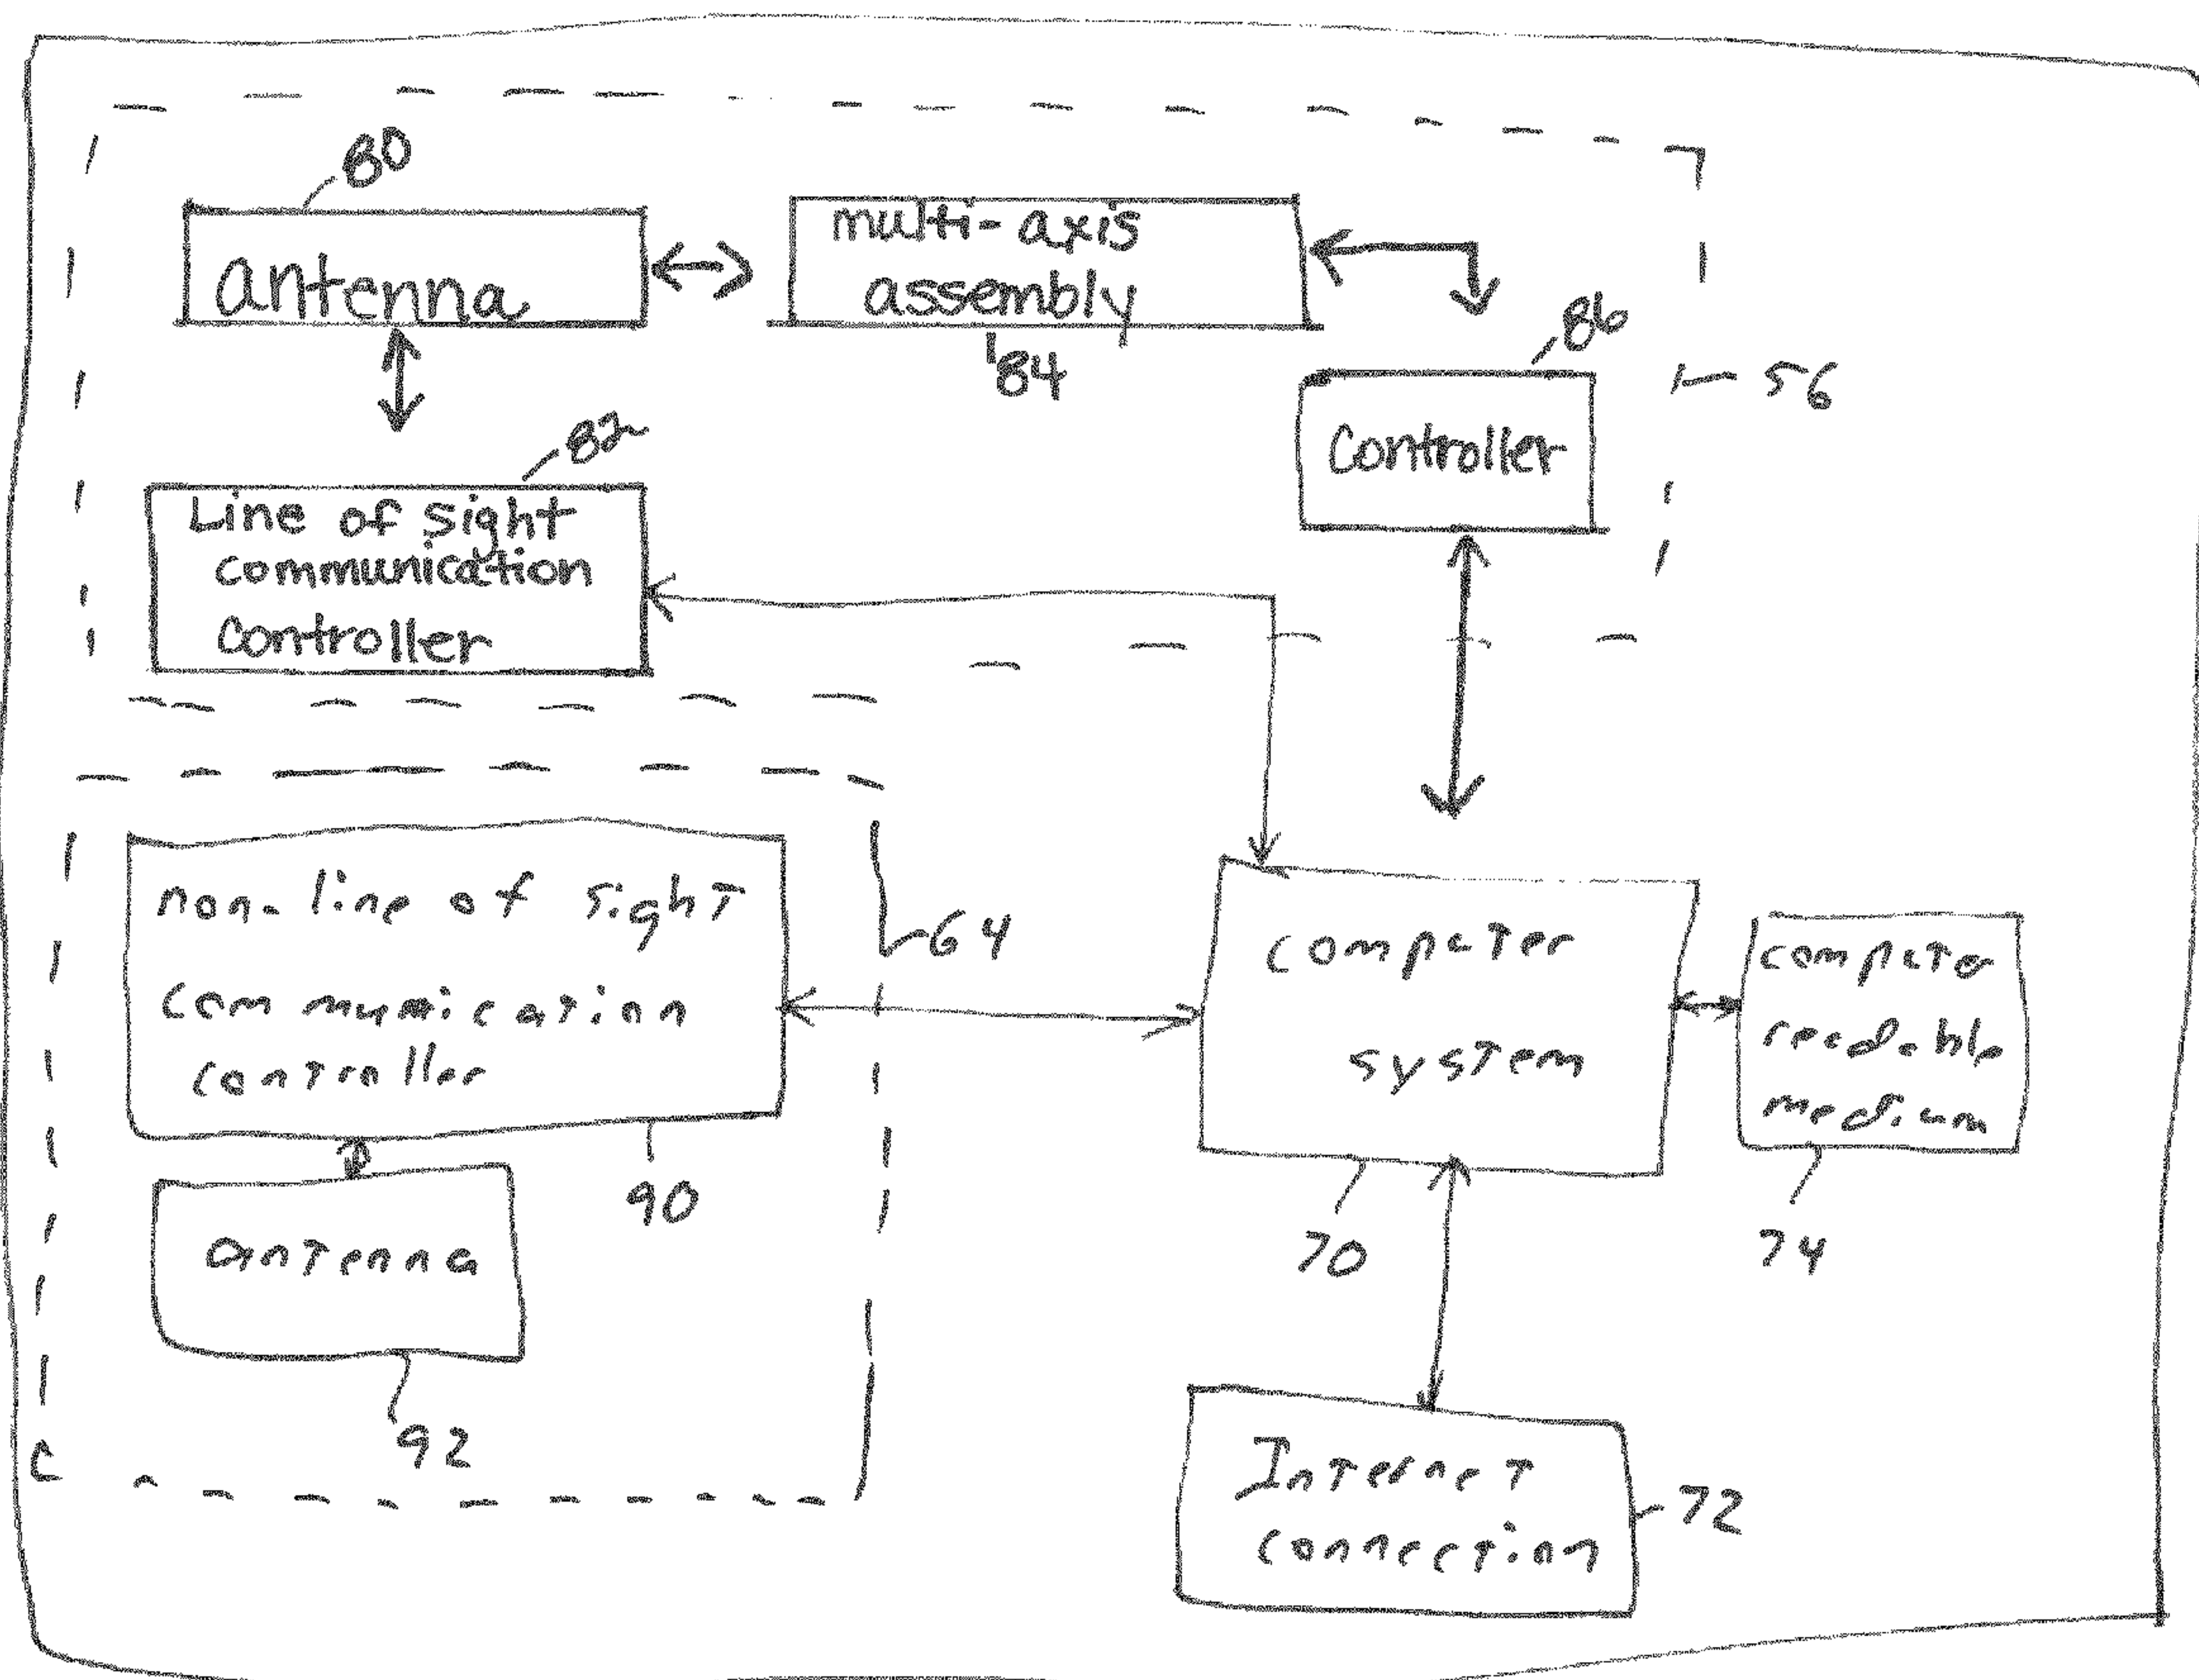 80
antenna
multi-axis
assembly
84
86
Controller
56
82
Line of sight
communication
controller
non-line of sight
communication
controller
90
64
antenna
92
computer
system
70
computer
readable
medium
74
Internet
connection
72